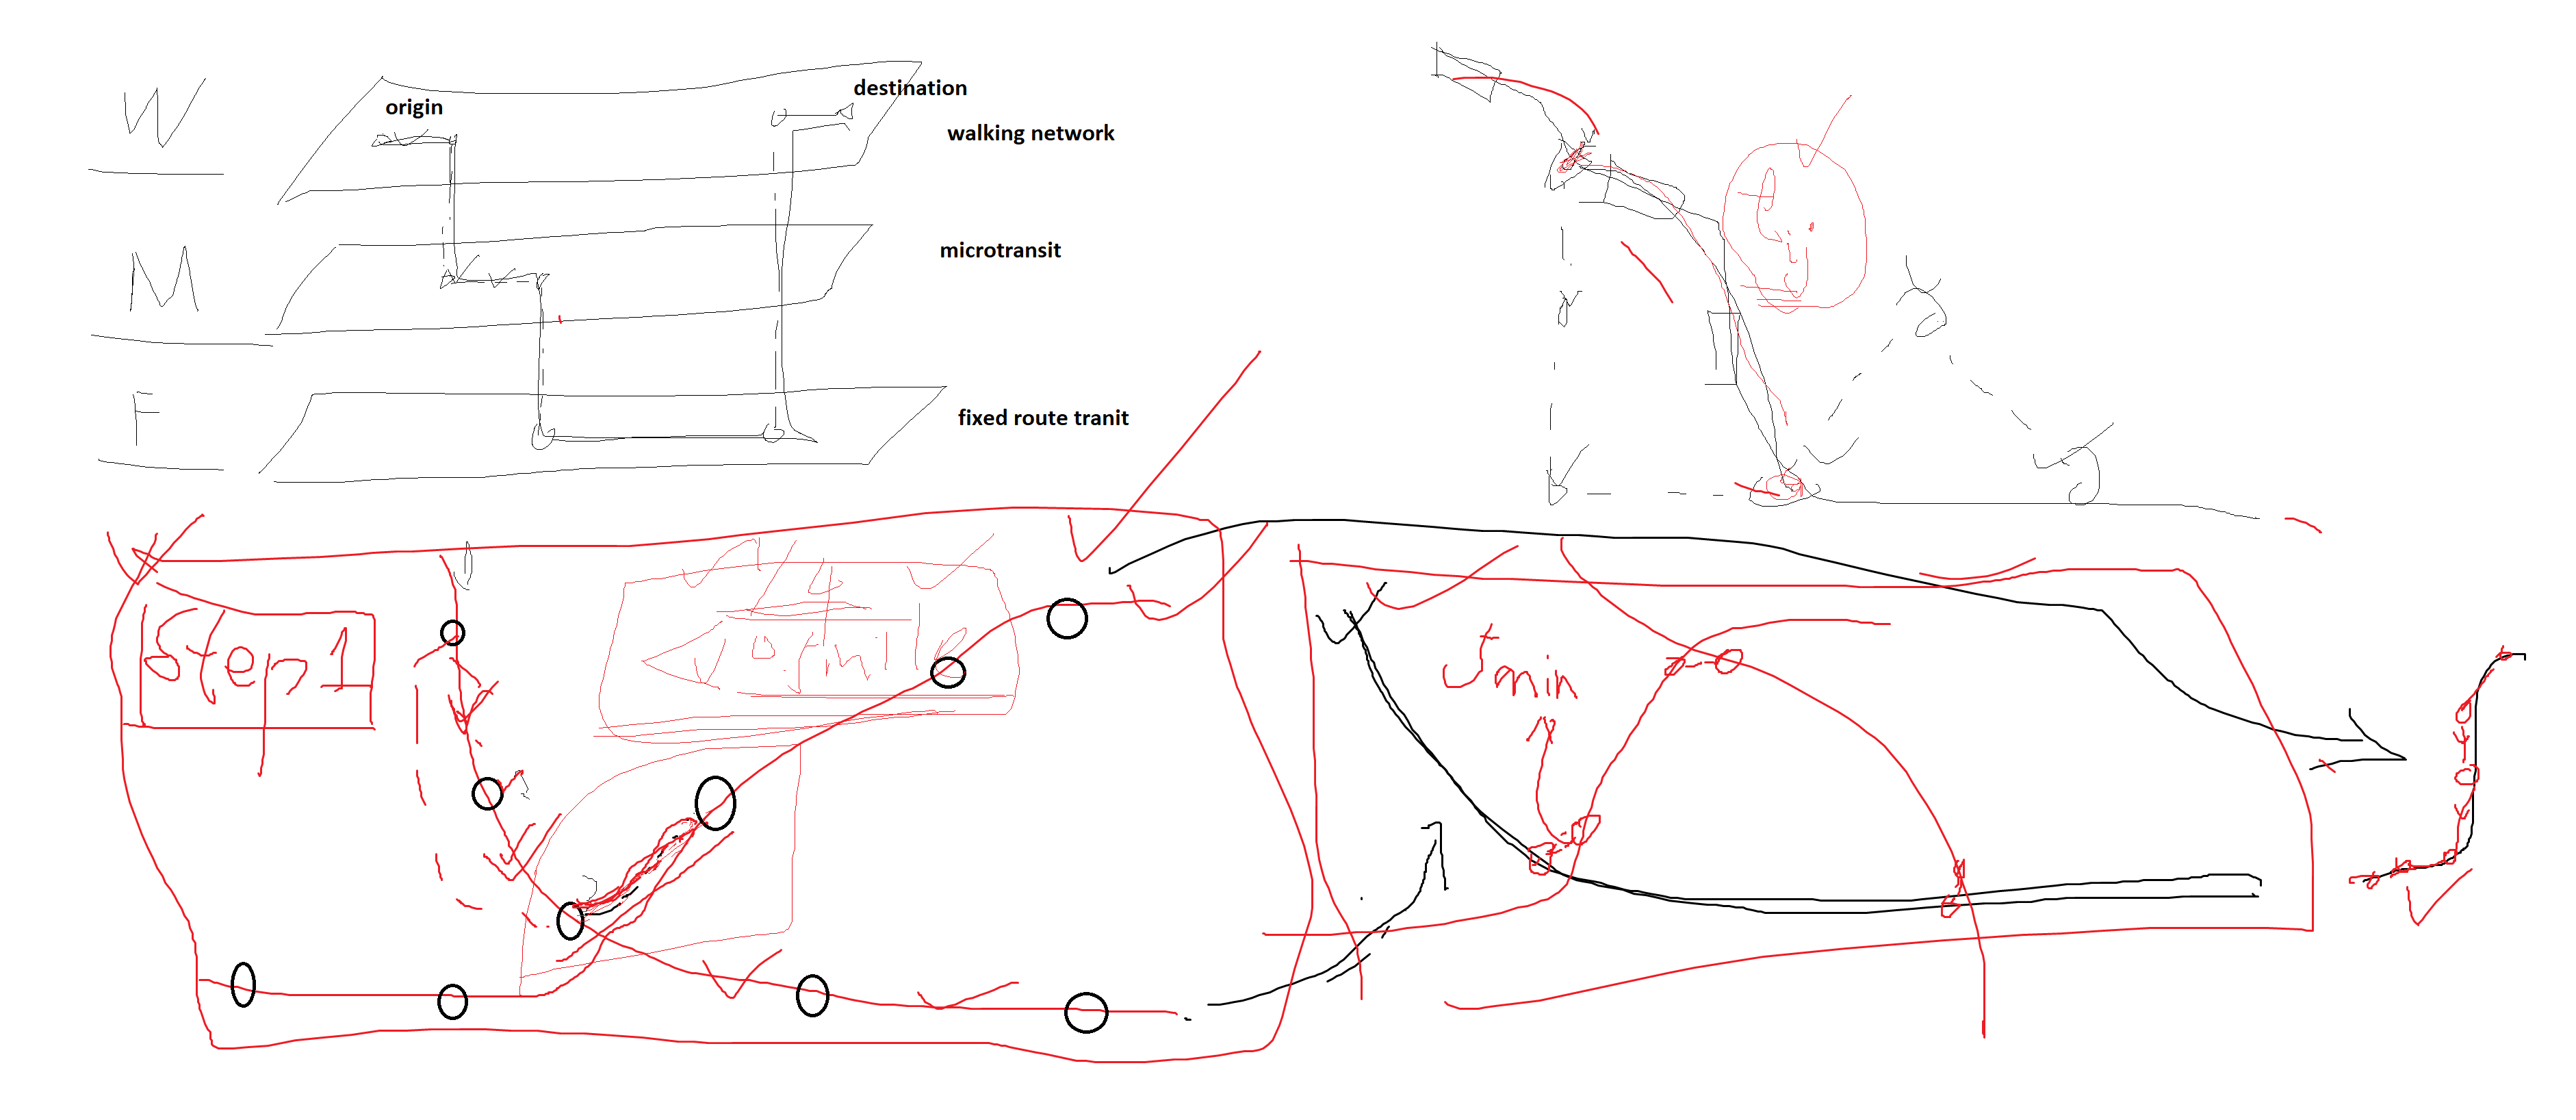 W
origin
destination
walking network
M
microtransit
F
fixed route tranit
Step1